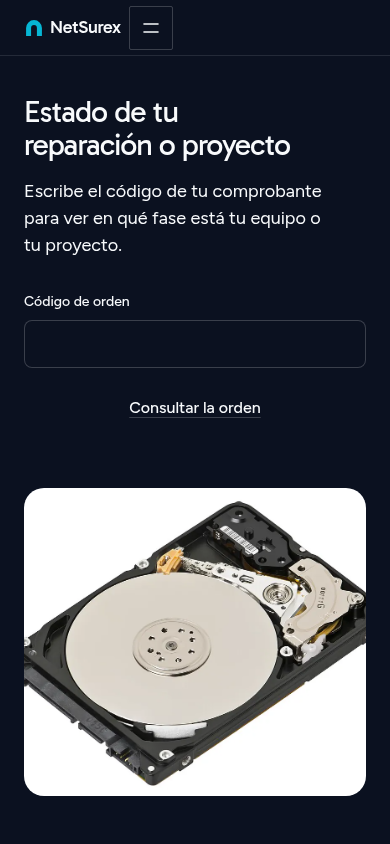 NetSurex
Estado de tu
reparación o proyecto
Escribe el código de tu comprobante
para ver en qué fase está tu equipo o
tu proyecto.
Código de orden
Consultar la orden